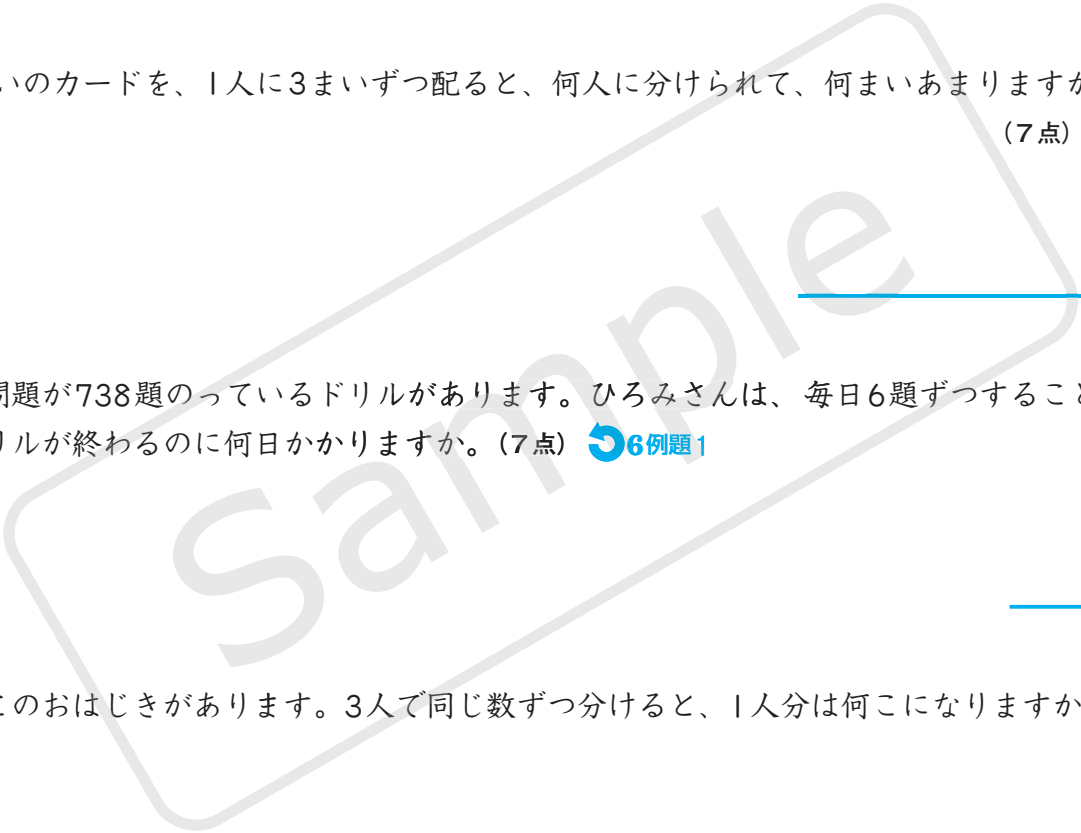 いのカードを、1人に3まいずつ配ると、何人に分けられて、何まいあまりますか
(7点)
問題が738題のっているドリルがあります。ひろみさんは、毎日6題ずつすること
リルが終わるのに何日かかりますか。(7点) 6例題1
このおはじきがあります。3人で同じ数ずつ分けると、1人分は何こになりますか
Sample